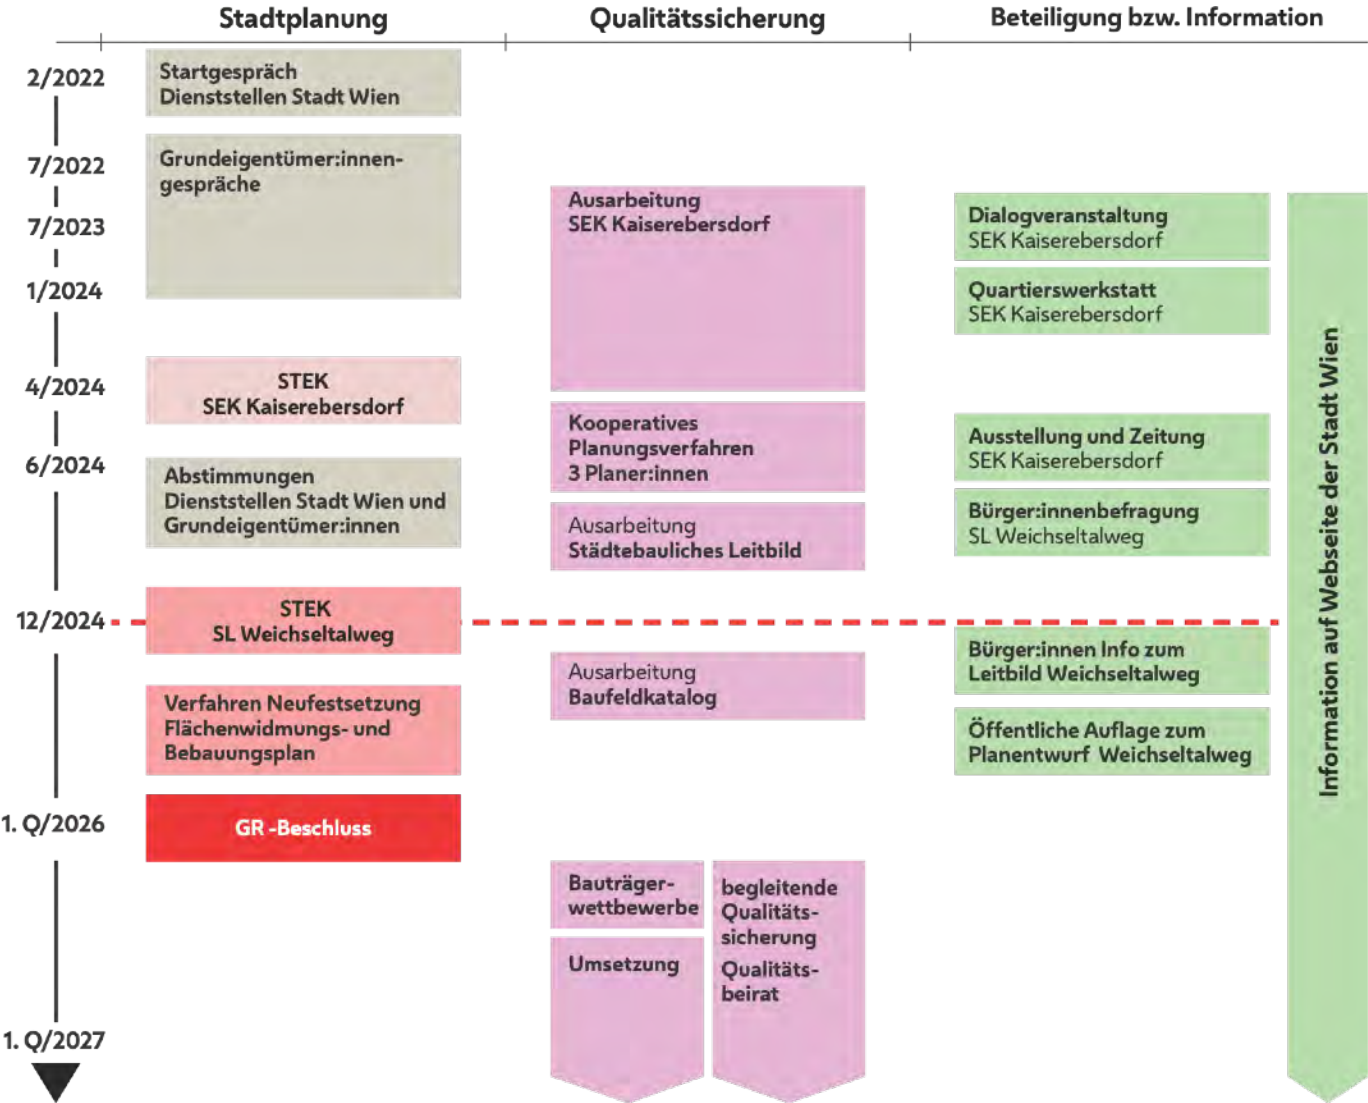 Stadtplanung
Qualitätssicherung
Beteiligung bzw. Information
2/2022
7/2022
7/2023
1/2024
4/2024
6/2024
12/2024
1. Q/2026
1. Q/2027
Startgespräch
Dienststellen Stadt Wien
Grundeigentümer:innen-
gespräche
STEK
SEK Kaiserebersdorf
Abstimmungen
Dienststellen Stadt Wien und
Grundeigentümer:innen
STEK
SL Weichseltalweg
Verfahren Neufestsetzung
Flächenwidmungs- und
Bebauungsplan
GR -Beschluss
Ausarbeitung
SEK Kaiserebersdorf
Kooperatives
Planungsverfahren
3 Planer:innen
Ausarbeitung
Städtebauliches Leitbild
Ausarbeitung
Baufeldkatalog
Bauträger-
wettbewerbe
Umsetzung
begleitende
Qualitäts-
sicherung
Qualitäts-
beirat
Dialogveranstaltung
SEK Kaiserebersdorf
Quartierswerkstatt
SEK Kaiserebersdorf
Ausstellung und Zeitung
SEK Kaiserebersdorf
Bürger:innenbefragung
SL Weichseltalweg
Bürger:innen Info zum
Leitbild Weichseltalweg
Öffentliche Auflage zum
Planentwurf Weichseltalweg
Information auf Webseite der Stadt Wien